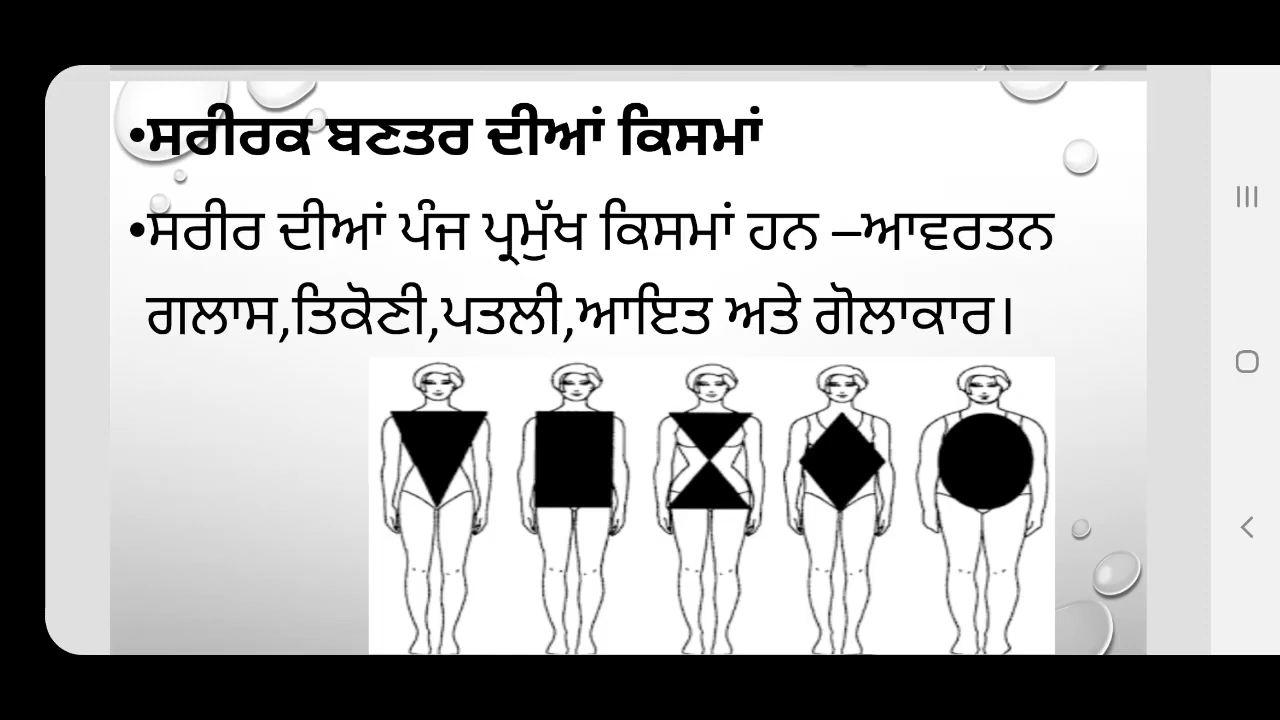 •ਸਰੀਰਕ ਬਣਤਰ ਦੀਆਂ ਕਿਸਮਾਂ
•ਸਰੀਰ ਦੀਆਂ ਪੰਜ ਪ੍ਰਮੁੱਖ ਕਿਸਮਾਂ ਹਨ –ਆਵਰਤਨ
ਗਲਾਸ,ਤਿਕੋਣੀ,ਪਤਲੀ,ਆਇਤ ਅਤੇ ਗੋਲਾਕਾਰ।